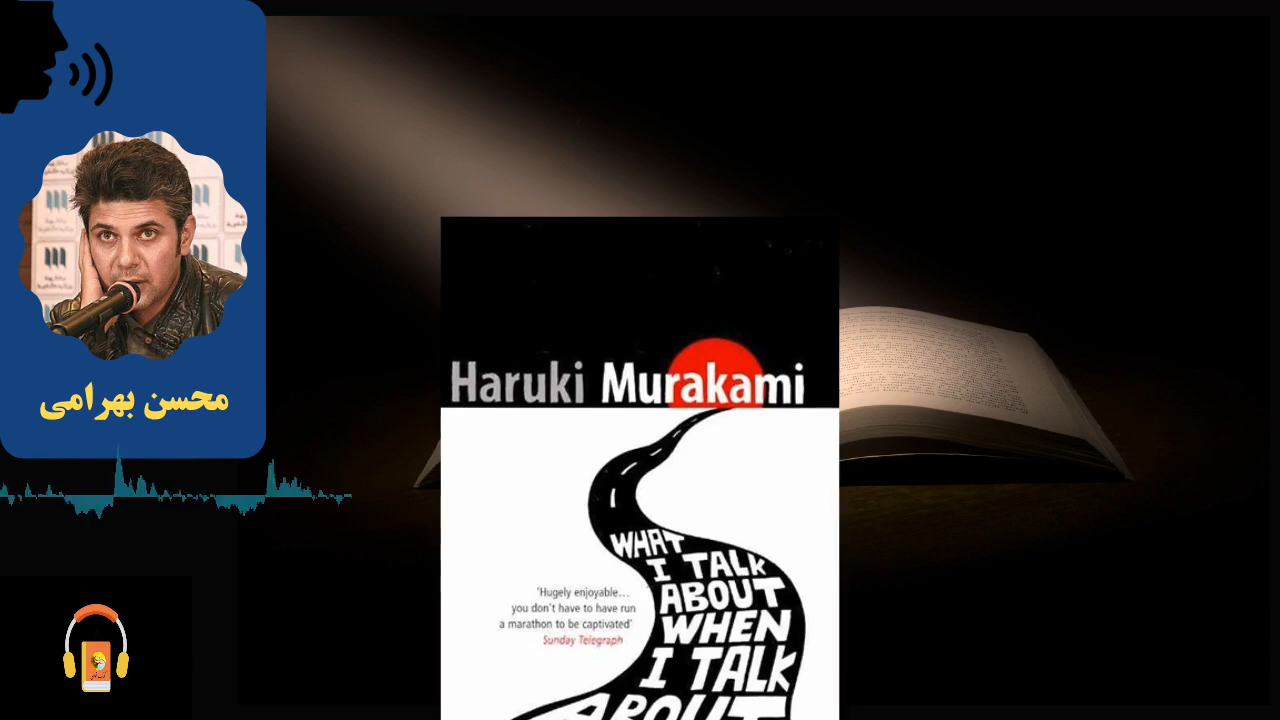 محسن بهرامی
Haruki Murakami
WHAT
I TALK
ABOUT
WHEN
I TALK
ABOUT
'Hugely enjoyable…
you don't have to have run
a marathon to be captivated'
Sunday Telegraph